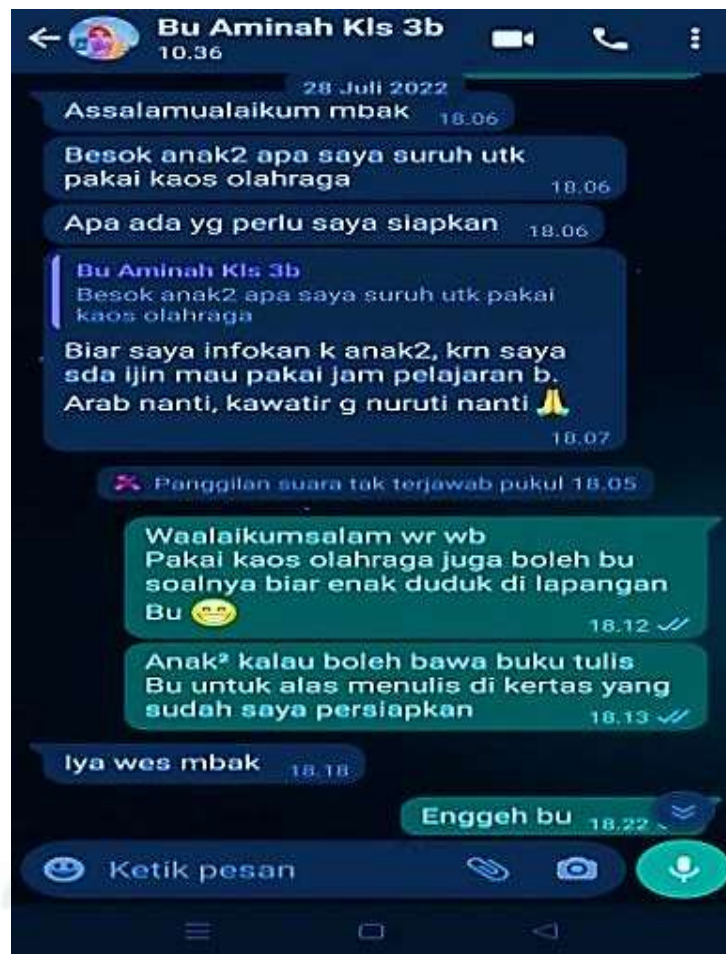 Bu Aminah Kls 3b
10.36
28 Juli 2022
Assalamualaikum mbak 18.06
Besok anak2 apa saya suruh utk
pakai kaos olahraga 18.06
Apa ada yg perlu saya siapkan 18.06
Bu Aminah Kls 3b
Besok anak2 apa saya suruh utk pakai
kaos olahraga
Biar saya infokan k anak2, krn saya
sda ijin mau pakai jam pelajaran b.
Arab nanti, kawatir g nuruti nanti 🙏
18.07
Panggilan suara tak terjawab pukul 18.05
Waalaikumsalam wr wb
Pakai kaos olahraga juga boleh bu
soalnya biar enak duduk di lapangan
Bu 😁 18.12
Anak² kalau boleh bawa buku tulis
Bu untuk alas menulis di kertas yang
sudah saya persiapkan 18.13
Iya wes mbak 18.18
Enggeh bu 18.22
Ketik pesan